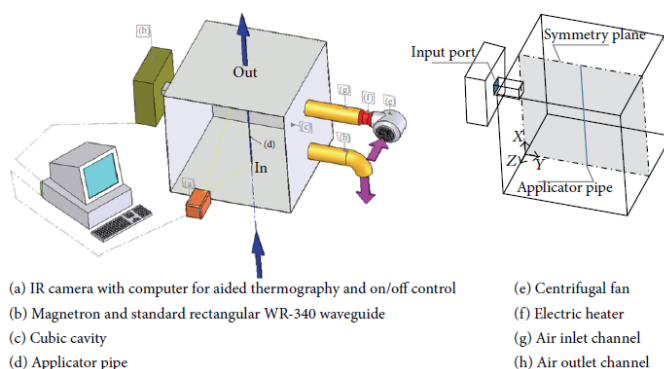 (b)
Out
(g)
(f)
(e)
(c)
(h)
(d)
In
(a)
Symmetry plane
Input port
X
Z
Y
Applicator pipe
(a) IR camera with computer for aided thermography and on/off control
(b) Magnetron and standard rectangular WR-340 waveguide
(c) Cubic cavity
(d) Applicator pipe
(e) Centrifugal fan
(f) Electric heater
(g) Air inlet channel
(h) Air outlet channel